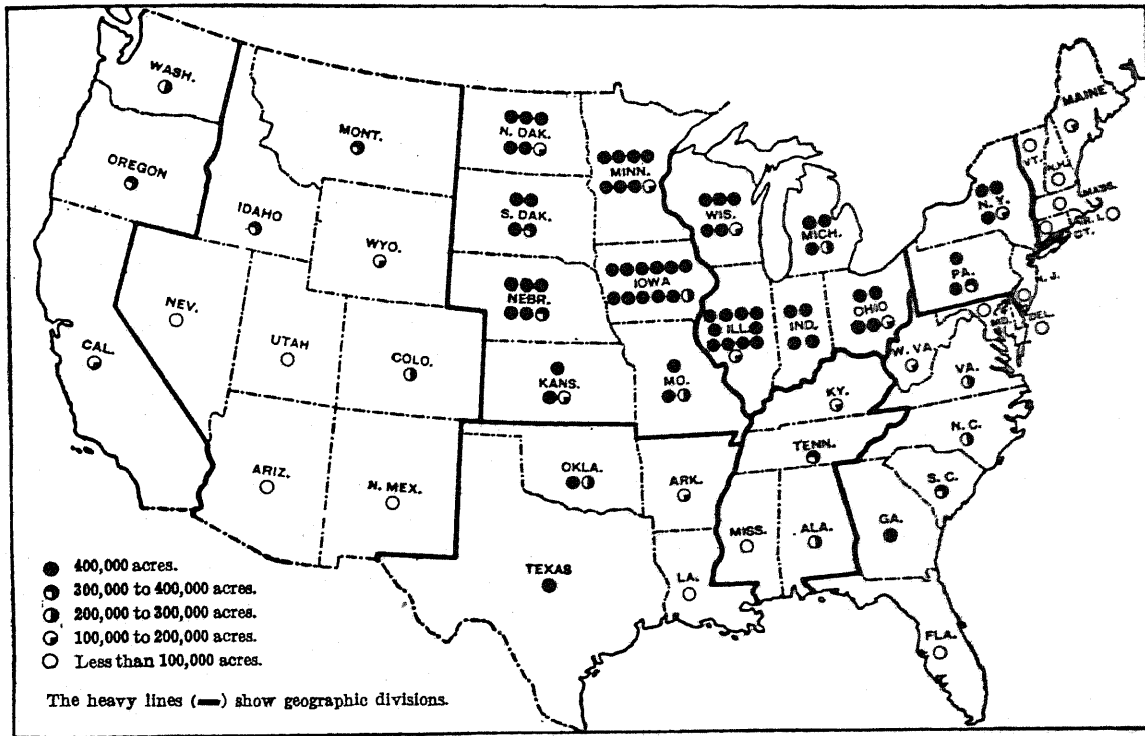 WASH.
OREGON
CAL.
NEV.
IDAHO
MONT.
WYO.
UTAH
COLO.
ARIZ.
N. MEX.
N. DAK.
S. DAK.
NEBR.
KANS.
OKLA.
TEXAS
MINN.
IOWA
MO.
ARK.
LA.
WIS.
ILL.
MICH.
IND.
OHIO
KY.
TENN.
MISS.
ALA.
GA.
FLA.
S. C.
N. C.
VA.
W. VA.
MD.
DEL.
PA.
N. J.
N. Y.
CT.
R. I.
MASS.
VT.
N.H.
MAINE
400,000 acres.
300,000 to 400,000 acres.
200,000 to 300,000 acres.
100,000 to 200,000 acres.
Less than 100,000 acres.
The heavy lines (▬) show geographic divisions.